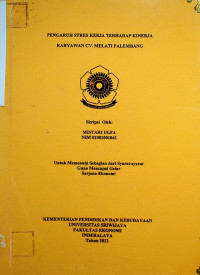 PENGARUH STRES KERJA TERHADAP KINERJA
KARYAWAN CV. MELATI PALEMBANG
Skripsi Oleh:
MISTARI ULFA
NIM 01081001041
Untuk Memenuhi Sebagian dari Syarat-syarat
Guna Mencapai Gelar
Sarjana Ekonomi
KEMENTERIAN PENDIDIKAN DAN KEBUDAYAAN
UNIVERSITAS SRIWIJAYA
FAKULTAS EKONOMI
INDERALAYA
Tahun 2012